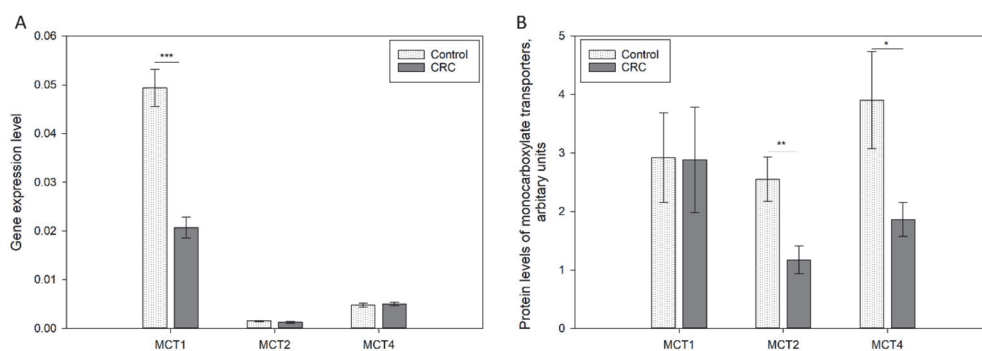 A
Gene expression level
0.06
0.05
0.04
0.03
0.02
0.01
0.00
***
Control
CRC
MCT1
MCT2
MCT4
B
Protein levels of monocarboxylate transporters,
arbitary units
5
4
3
2
1
0
Control
CRC
**
*
MCT1
MCT2
MCT4